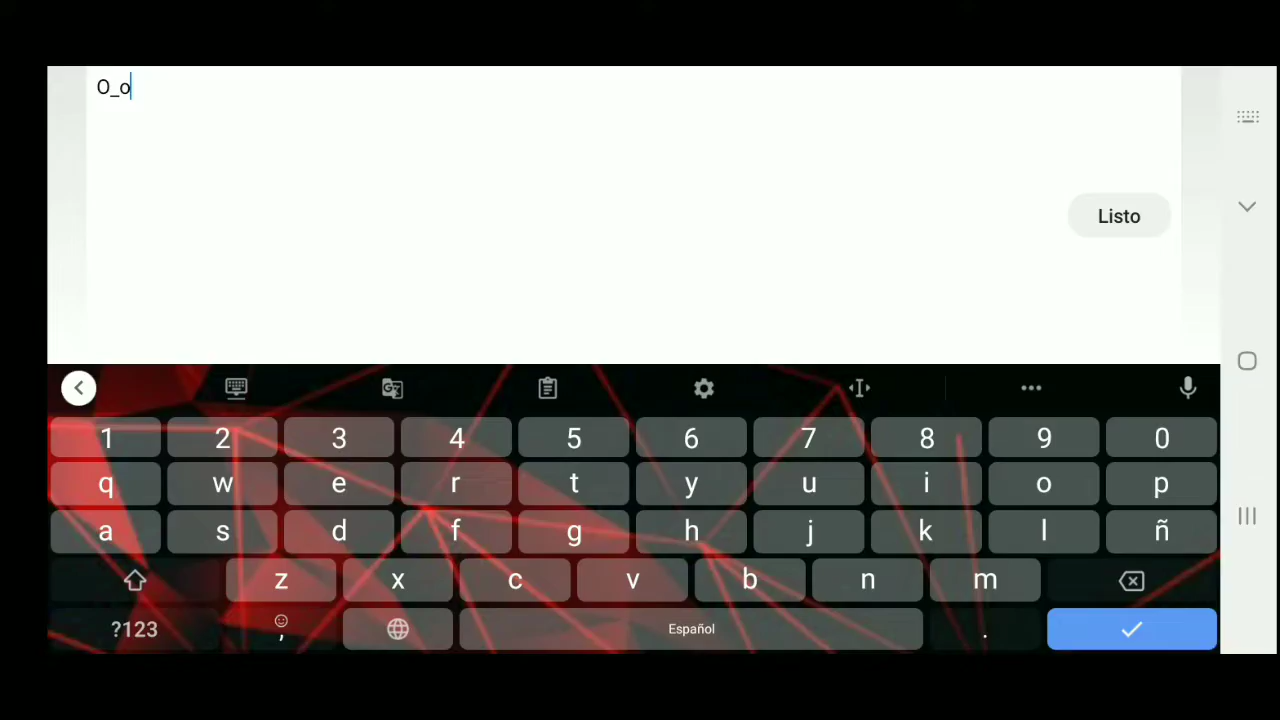 O_o
Listo
1 2 3 4 5 6 7 8 9 0
q w e r t y u i o p
a s d f g h j k l ñ
z x c v b n m
?123 , Español .